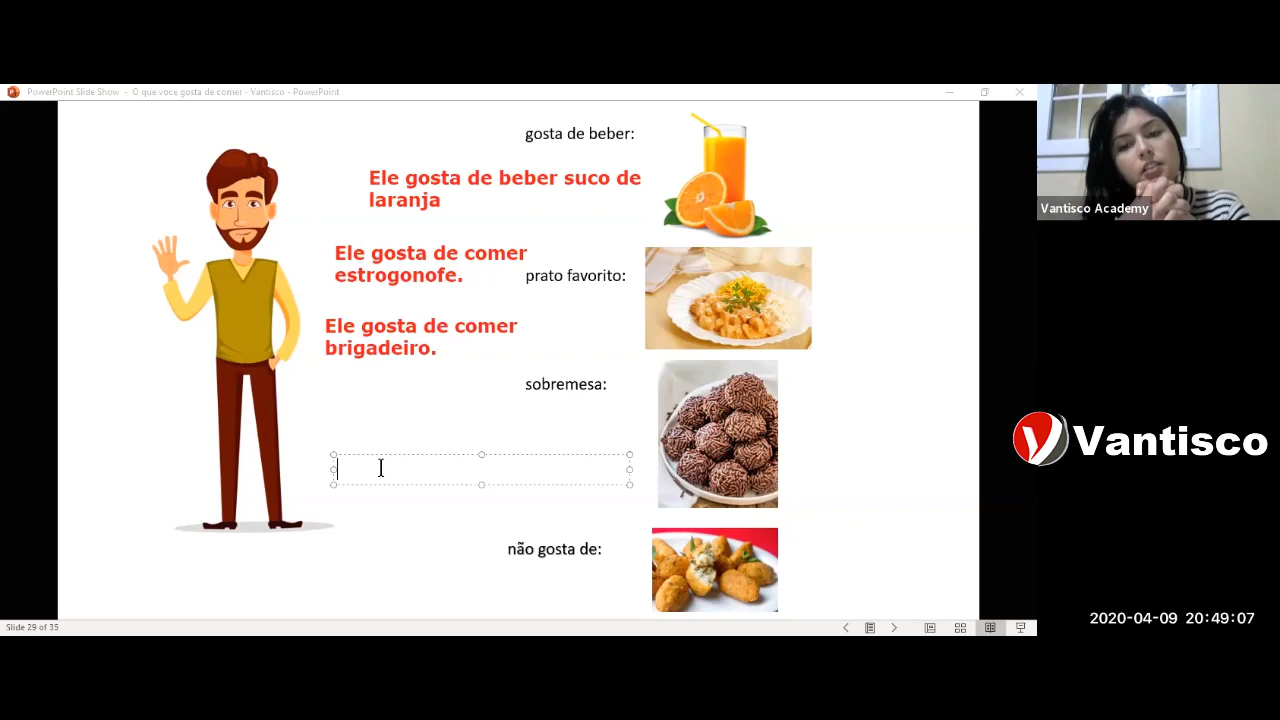 PowerPoint Slide Show - O que voce gosta de comer - Vantisco - PowerPoint
gosta de beber:
Ele gosta de beber suco de
laranja
Ele gosta de comer
estrogonofe.
prato favorito:
Ele gosta de comer
brigadeiro.
sobremesa:
não gosta de:
Slide 29 of 35
Vantisco Academy
Vantisco
2020-04-09 20:49:07